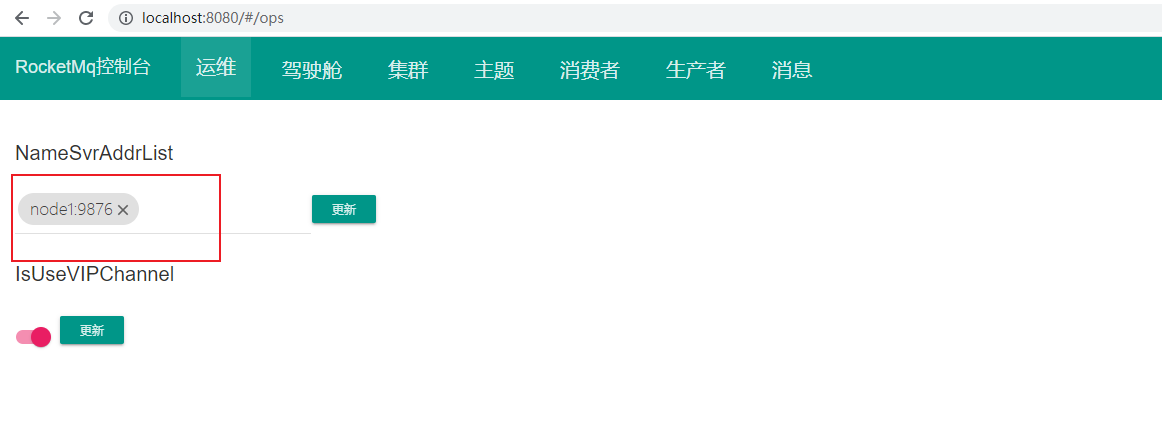 localhost:8080/#/ops
RocketMq控制台 运维 驾驶舱 集群 主题 消费者 生产者 消息
NameSvrAddrList
node1:9876 更新
IsUseVIPChannel
更新